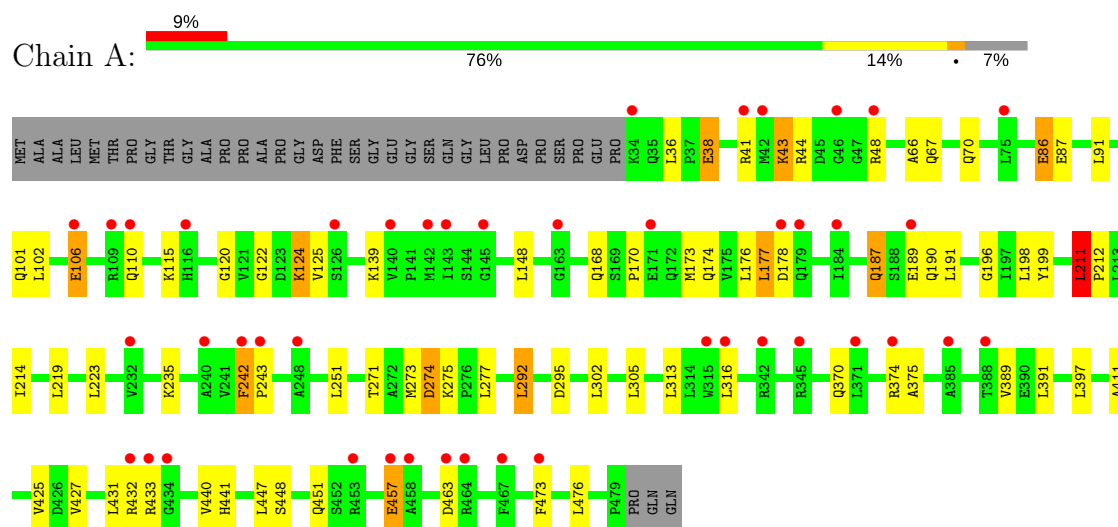 9%
Chain A:
76% 14% • 7%
MET ALA ALA LEU MET THR PRO GLY THR GLY ALA PRO PRO ALA PRO GLY ASP PHE SER GLY GLU GLY SER GLN GLY LEU PRO ASP PRO SER PRO GLU PRO K34 Q35 L36 P37 E38 R41 M42 K43 R44 D45 G46 G47 R48 A66 Q67 Q70 L75 E86 E87 L91
Q101 L102 E106 R109 Q110 K115 H116 G120 V121 G122 D123 K124 V125 S126 K139 V140 P141 M142 I143 S144 G145 L148 G163 Q168 S169 P170 E171 Q172 M173 Q174 V175 L176 L177 D178 Q179 I184 Q187 S188 E189 Q190 L191 G196 I197 L198 Y199 L211 P212 L213
I214 L219 L223 V232 K235 A240 V241 F242 P243 A248 L251 T271 A272 M273 D274 K275 P276 L277 L292 D295 L302 L305 L313 L314 W315 L316 R342 R345 Q370 L371 R374 A375 A385 T388 V389 E390 L391 L397 A411
V425 D426 V427 L431 R432 R433 G434 V440 H441 L447 S448 Q451 S452 R453 E457 A458 D463 R464 F467 F473 L476 P479 PRO GLN GLN